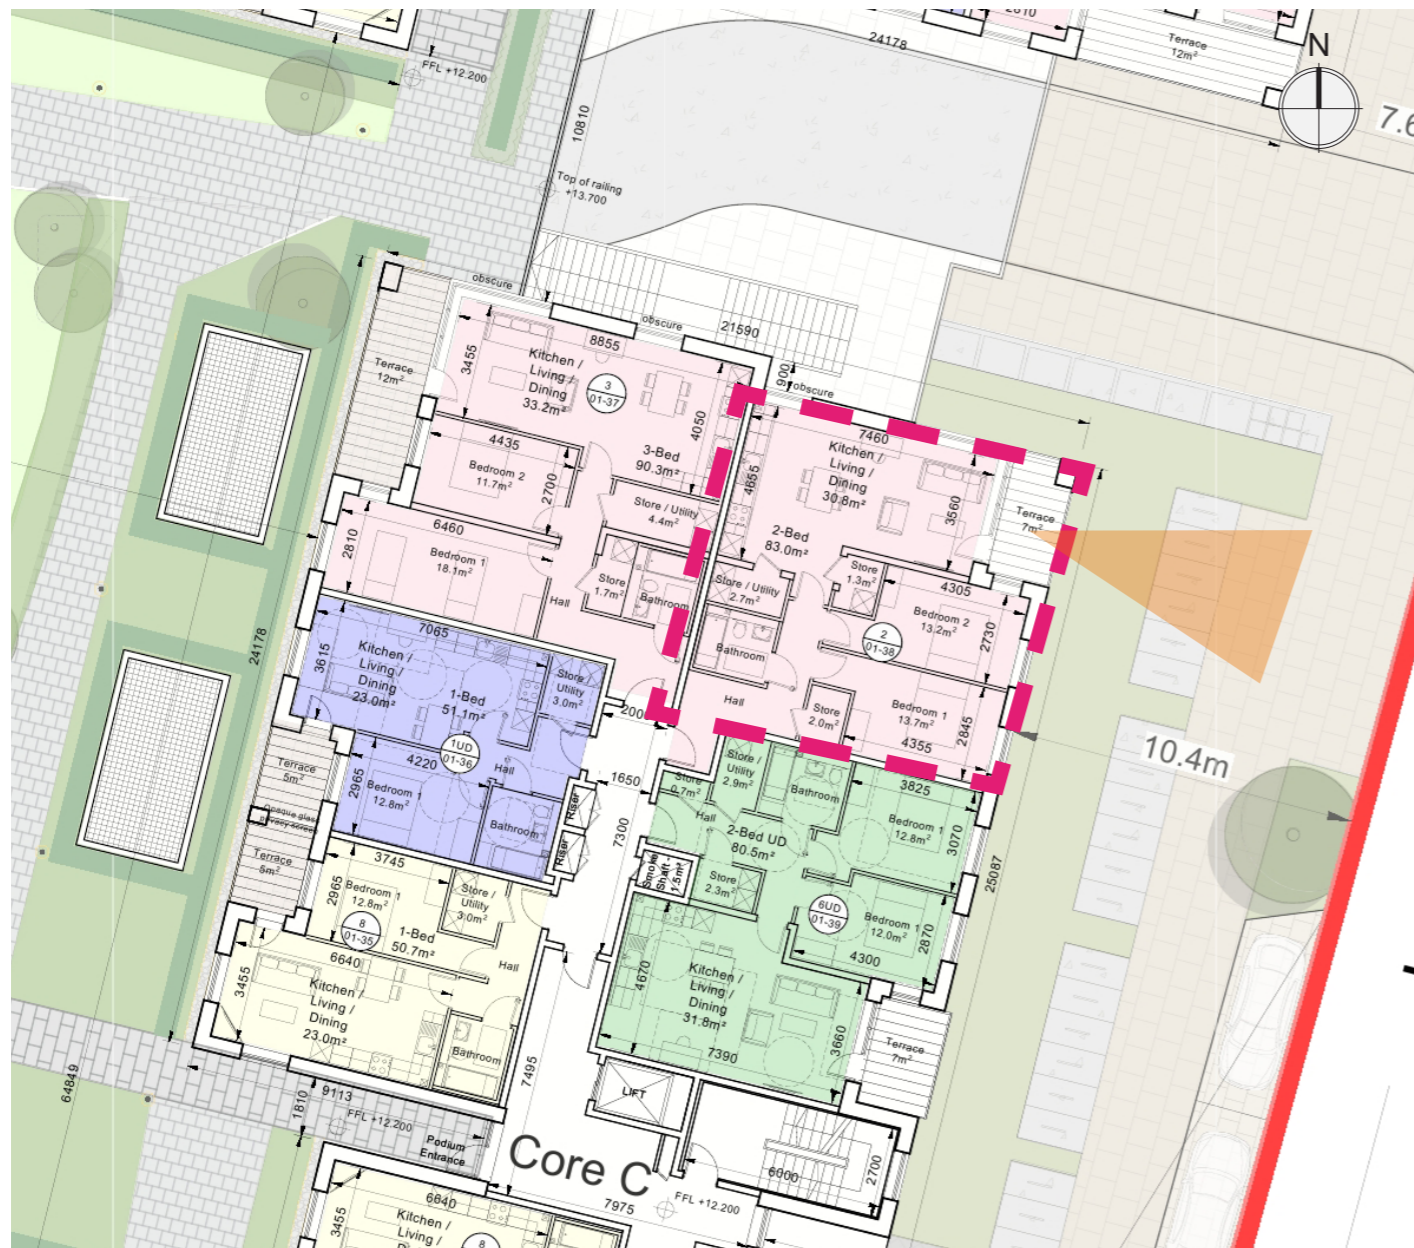 2610
24178
Terrace
12m²
N
7.6
FFL +12.200
10810
Top of railing
+13.700
obscure
obscure
21590
900
obscure
Terrace
12m²
3455
8855
Kitchen /
Living /
Dining
33.2m²
3
01-37
4050
3-Bed
90.3m²
4435
Bedroom 2
11.7m²
2700
Store / Utility
4.4m²
6460
2810
Bedroom 1
18.1m²
Store
1.7m²
Bathroom
Hall
7460
Kitchen /
Living /
Dining
30.8m²
4655
3560
2-Bed
83.0m²
Terrace
7m²
Store
1.3m²
Store / Utility
2.7m²
4305
Bedroom 2
13.2m²
2730
2
01-38
Bathroom
Hall
Store
2.0m²
Bedroom 1
13.7m²
4355
2845
10.4m
24178
7065
3615
Kitchen /
Living /
Dining
23.0m²
1-Bed
51.1m²
Store /
Utility
3.0m²
1UD
01-36
4220
2965
Bedroom 1
12.8m²
Hall
Bathroom
Terrace
5m²
Opaque glass
privacy screen
Terrace
5m²
1650
Riser
Riser
7300
Store
0.7m²
Store /
Utility
2.9m²
Bathroom
3825
Bedroom 1
12.8m²
3070
25087
Hall
2-Bed UD
80.5m²
Smoke
Shaft -
1.5m²
Store
2.3m²
6UD
01-39
Bedroom 1
12.0m²
2870
4300
4670
Kitchen /
Living /
Dining
31.8m²
7390
3660
Terrace
7m²
3745
2965
Bedroom 1
12.8m²
Store /
Utility
3.0m²
8
01-35
1-Bed
50.7m²
6640
3455
Kitchen /
Living /
Dining
23.0m²
Hall
Bathroom
7495
LIFT
64849
9113
1810
FFL +12.200
Podium
Entrance
Core C
6000
2700
FFL +12.200
7975
6640
3455
Kitchen /
Living /
8